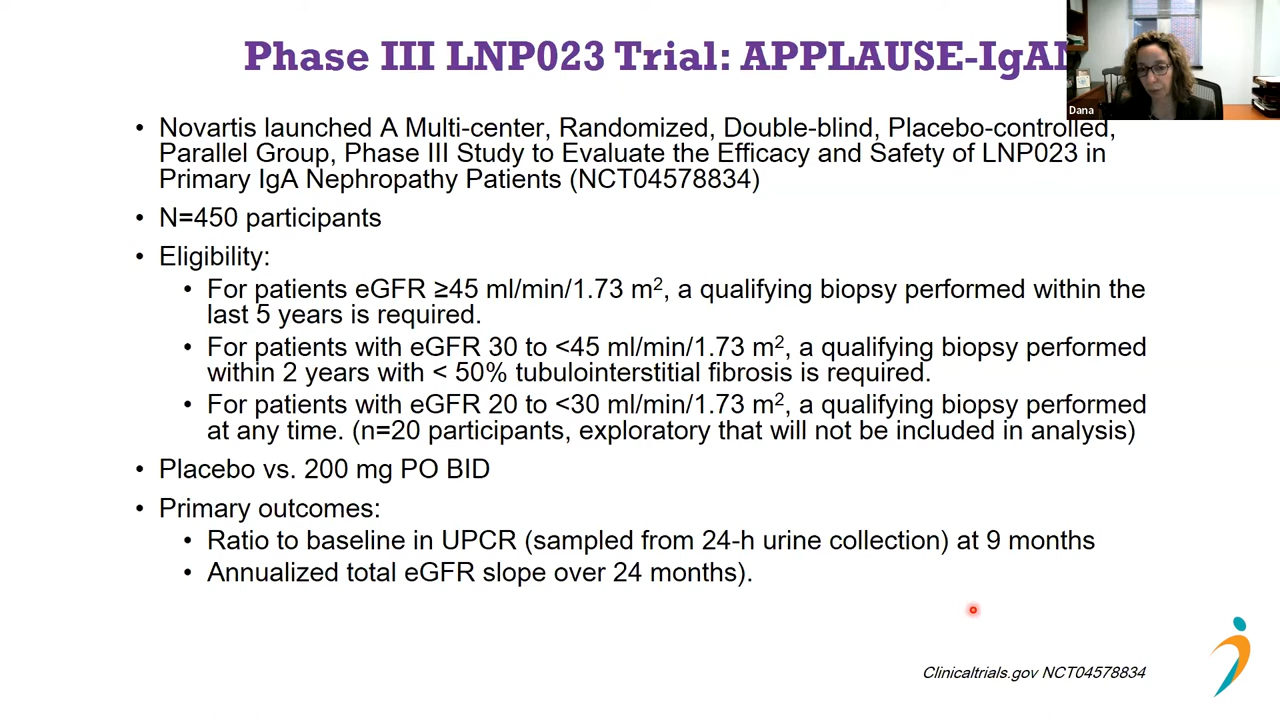 Phase III LNP023 Trial: APPLAUSE-IgAN
Dana
• Novartis launched A Multi-center, Randomized, Double-blind, Placebo-controlled,
Parallel Group, Phase III Study to Evaluate the Efficacy and Safety of LNP023 in
Primary IgA Nephropathy Patients (NCT04578834)
• N=450 participants
• Eligibility:
• For patients eGFR ≥45 ml/min/1.73 m², a qualifying biopsy performed within the
last 5 years is required.
• For patients with eGFR 30 to <45 ml/min/1.73 m², a qualifying biopsy performed
within 2 years with < 50% tubulointerstitial fibrosis is required.
• For patients with eGFR 20 to <30 ml/min/1.73 m², a qualifying biopsy performed
at any time. (n=20 participants, exploratory that will not be included in analysis)
• Placebo vs. 200 mg PO BID
• Primary outcomes:
• Ratio to baseline in UPCR (sampled from 24-h urine collection) at 9 months
• Annualized total eGFR slope over 24 months).
Clinicaltrials.gov NCT04578834